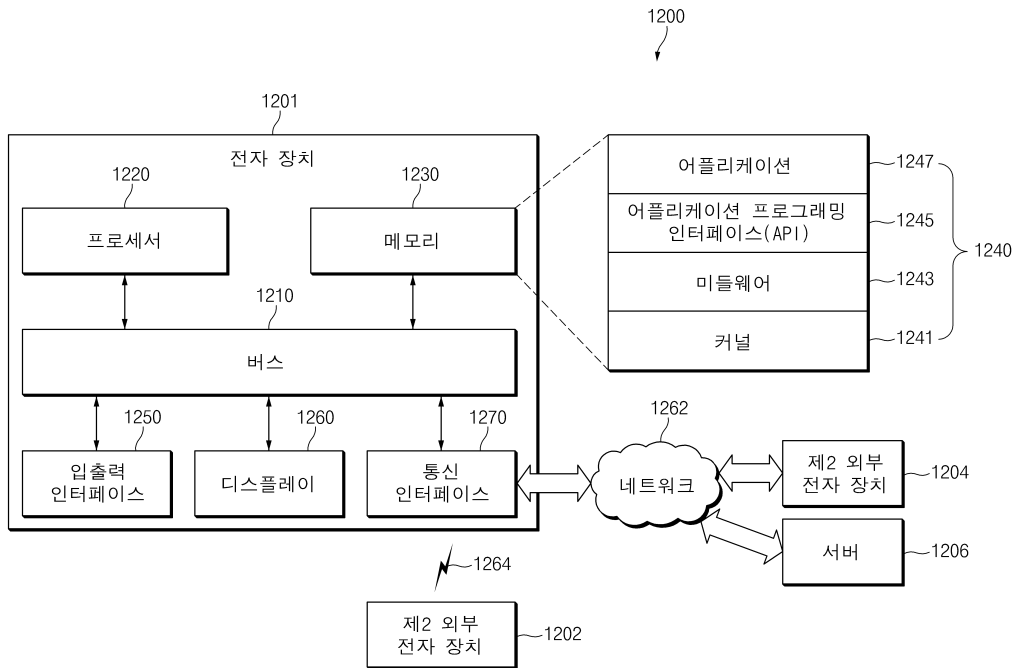 1200
1201
전자 장치
1220
1230
프로세서
메모리
1210
버스
1250
1260
1270
입출력
인터페이스
디스플레이
통신
인터페이스
어플리케이션
1247
어플리케이션 프로그래밍
인터페이스(API)
1245
미들웨어
1243
커널
1241
1240
1262
네트워크
제2 외부
전자 장치
1204
서버
1206
1264
제2 외부
전자 장치
1202